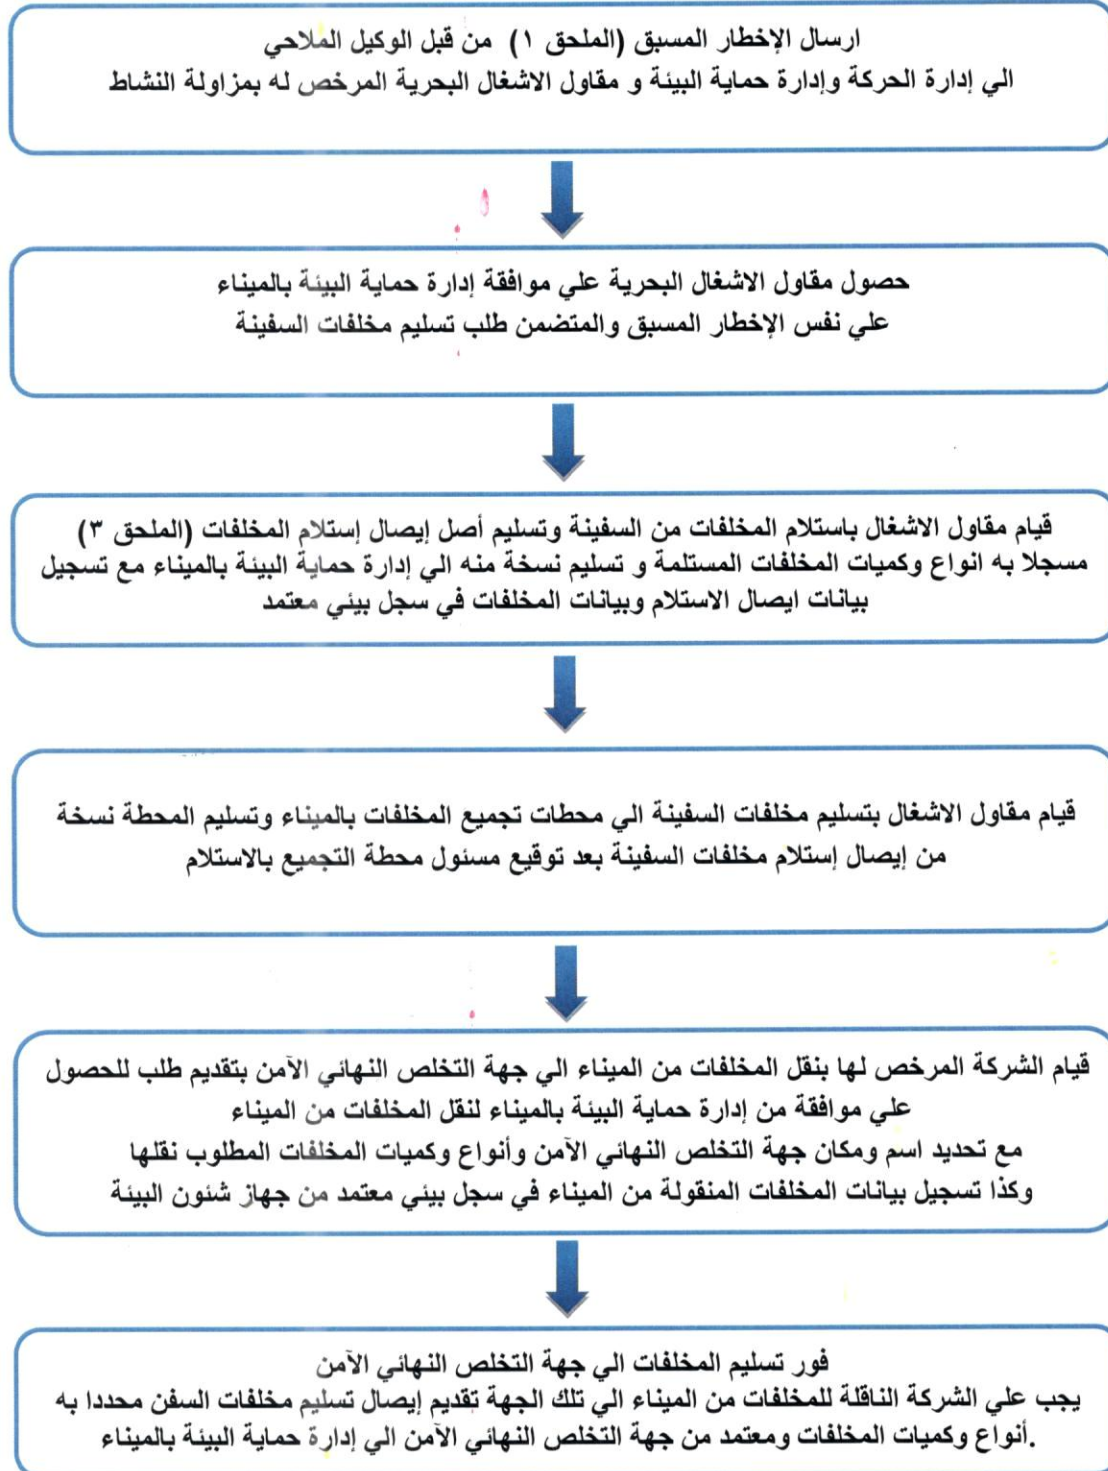 ارسال الإخطار المسبق (الملحق ١) من قبل الوكيل الملاحي
الي إدارة الحركة وإدارة حماية البيئة و مقاول الاشغال البحرية المرخص له بمزاولة النشاط
حصول مقاول الاشغال البحرية علي موافقة إدارة حماية البيئة بالميناء
علي نفس الإخطار المسبق والمتضمن طلب تسليم مخلفات السفينة
قيام مقاول الاشغال باستلام المخلفات من السفينة وتسليم أصل إيصال إستلام المخلفات (الملحق ٣)
مسجلا به انواع وكميات المخلفات المستلمة و تسليم نسخة منه الي إدارة حماية البيئة بالميناء مع تسجيل
بيانات ايصال الاستلام وبيانات المخلفات في سجل بيئي معتمد
قيام مقاول الاشغال بتسليم مخلفات السفينة الي محطات تجميع المخلفات بالميناء وتسليم المحطة نسخة
من إيصال إستلام مخلفات السفينة بعد توقيع مسئول محطة التجميع بالاستلام
قيام الشركة المرخص لها بنقل المخلفات من الميناء الي جهة التخلص النهائي الآمن بتقديم طلب للحصول
علي موافقة من إدارة حماية البيئة بالميناء لنقل المخلفات من الميناء
مع تحديد اسم ومكان جهة التخلص النهائي الآمن وأنواع وكميات المخلفات المطلوب نقلها
وكذا تسجيل بيانات المخلفات المنقولة من الميناء في سجل بيئي معتمد من جهاز شئون البيئة
فور تسليم المخلفات الي جهة التخلص النهائي الآمن
يجب علي الشركة الناقلة للمخلفات من الميناء الي تلك الجهة تقديم إيصال تسليم مخلفات السفن محددا به
.أنواع وكميات المخلفات ومعتمد من جهة التخلص النهائي الآمن الي إدارة حماية البيئة بالميناء